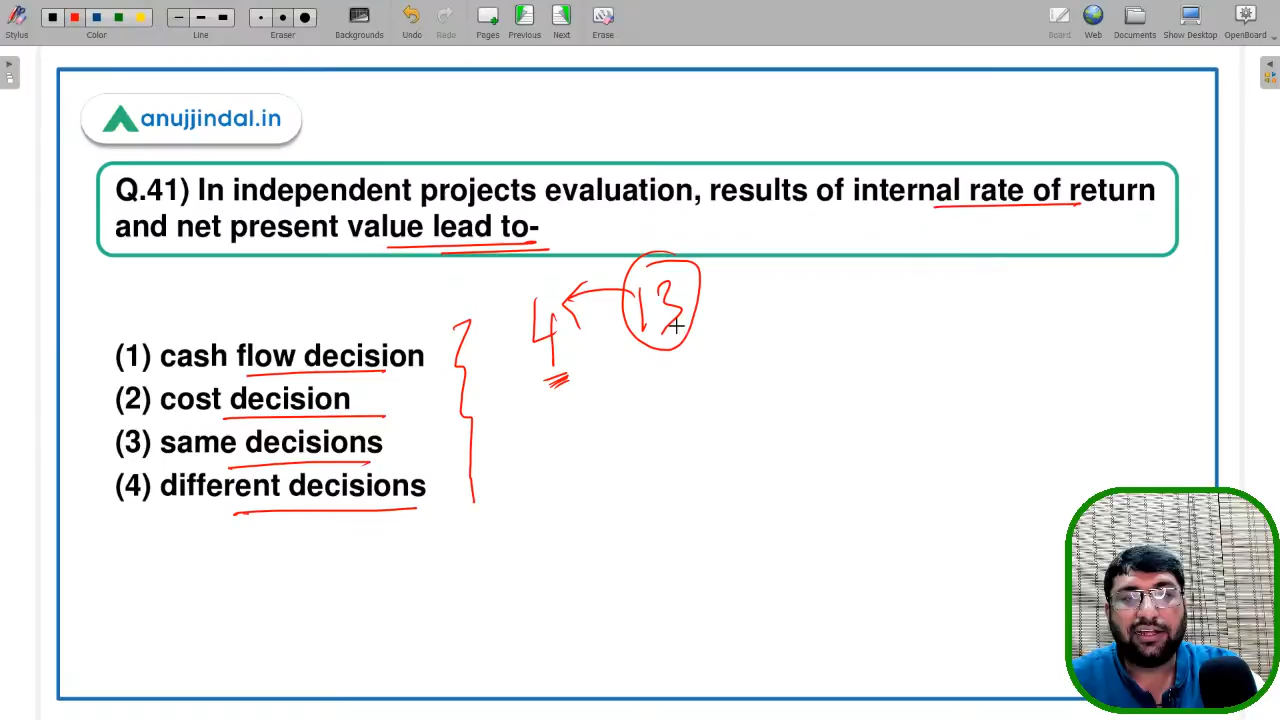 Stylus
Color
Line
Eraser
Backgrounds
Undo
Redo
Pages
Previous
Next
Erase
Board
Web
Documents
Show Desktop
OpenBoard
anujjindal.in
Q.41) In independent projects evaluation, results of internal rate of return
and net present value lead to-
4 13
(1) cash flow decision
(2) cost decision
(3) same decisions
(4) different decisions